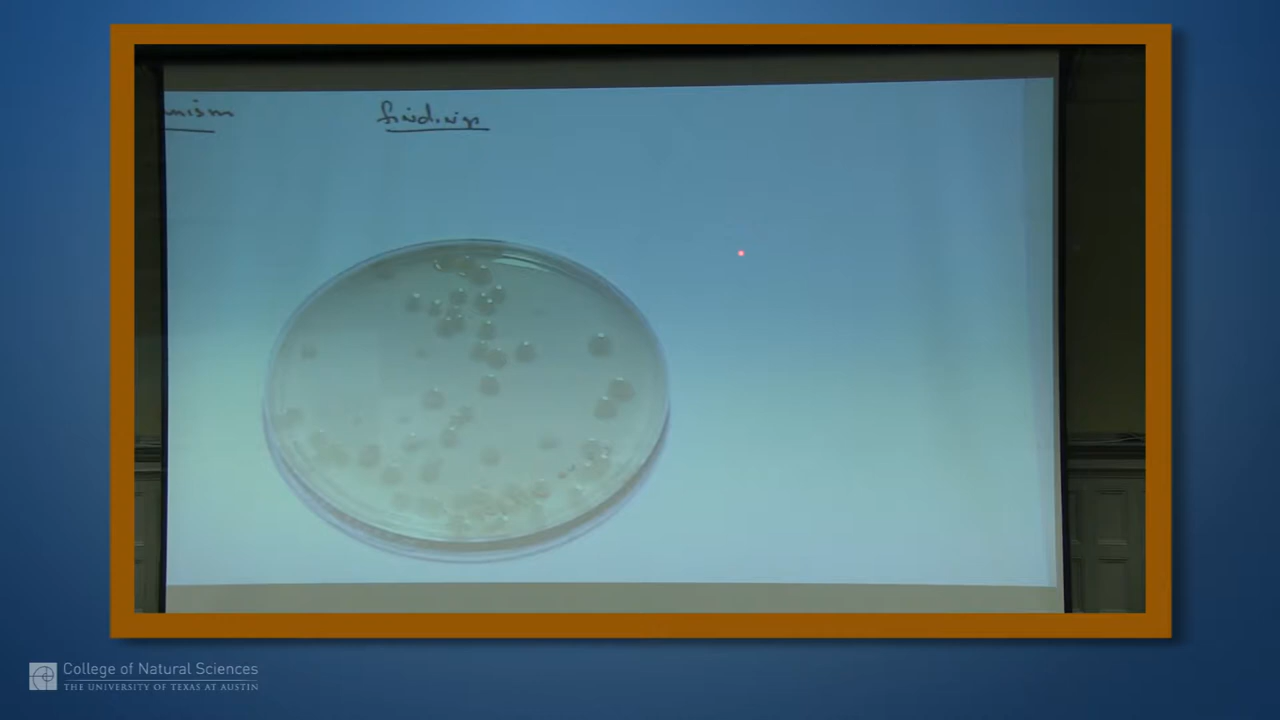 findings
College of Natural Sciences
THE UNIVERSITY OF TEXAS AT AUSTIN